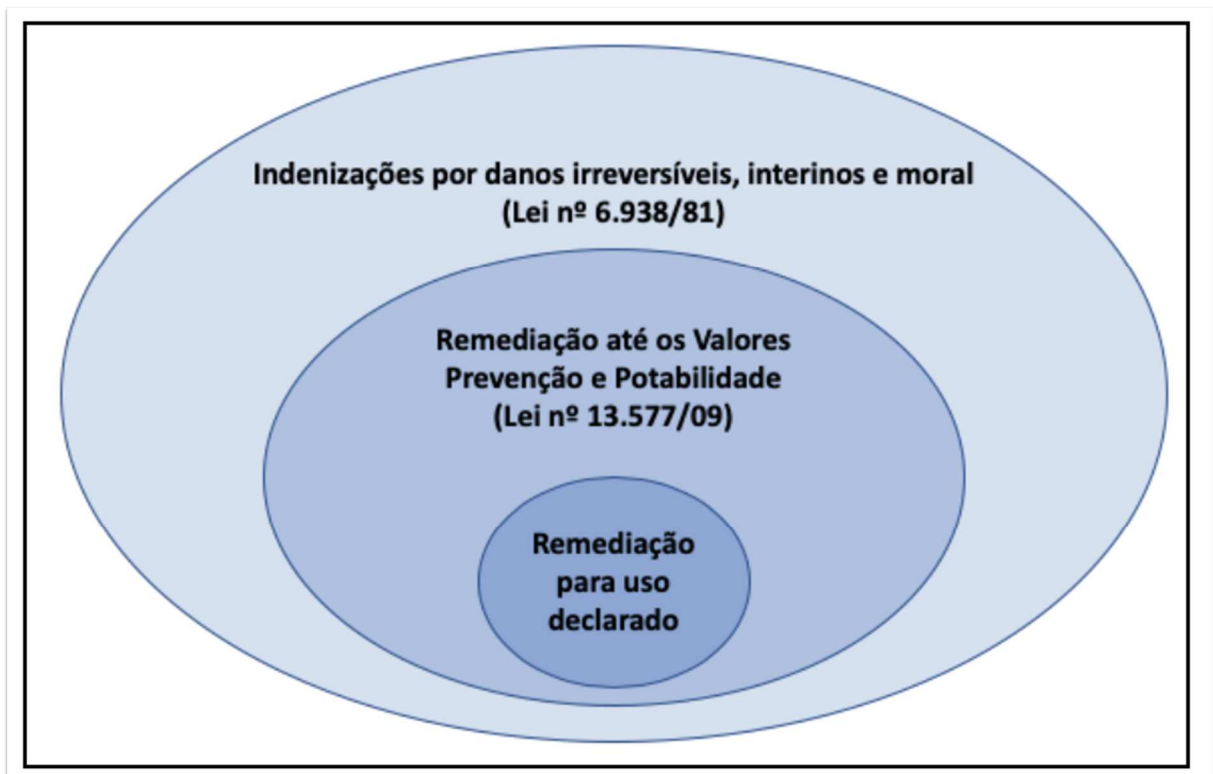 Indenizações por danos irreversíveis, interinos e moral
(Lei nº 6.938/81)
Remediação até os Valores
Prevenção e Potabilidade
(Lei nº 13.577/09)
Remediação
para uso
declarado